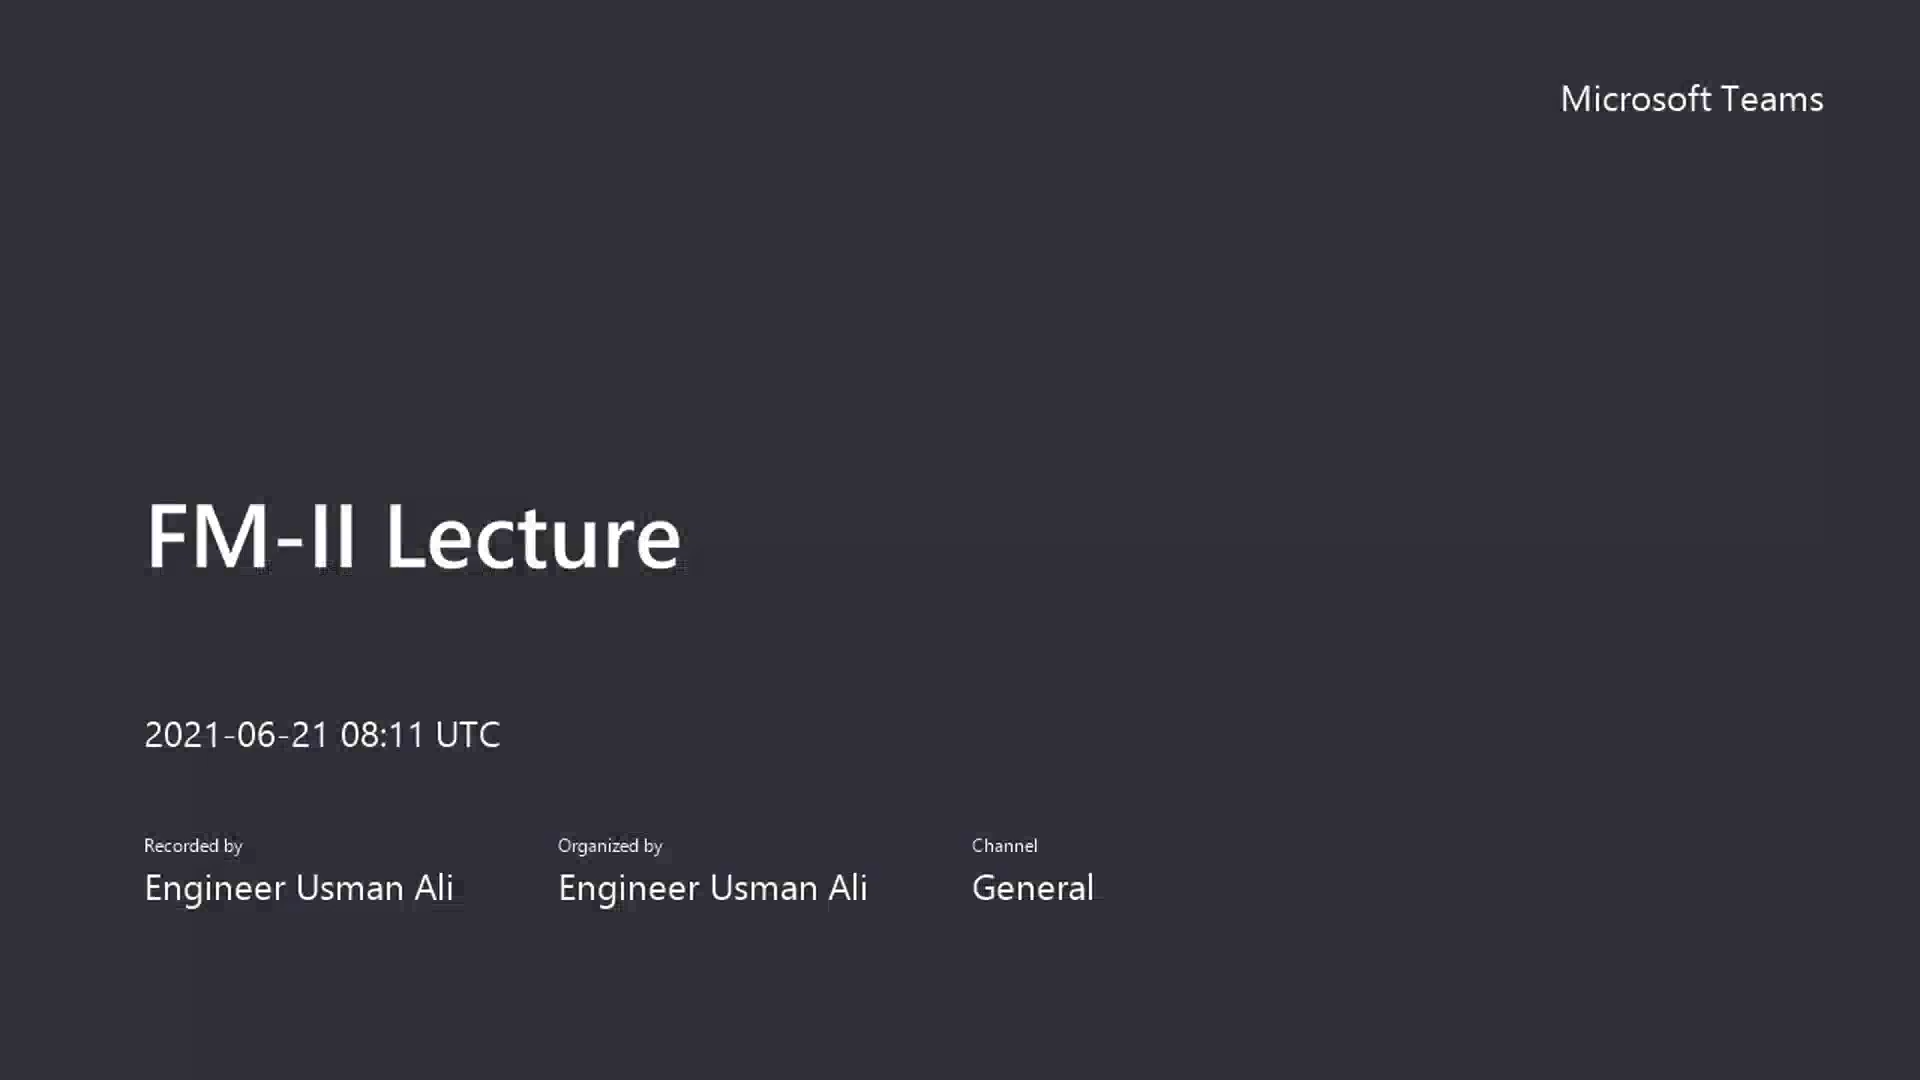 Microsoft Teams
FM-II Lecture
2021-06-21 08:11 UTC
Recorded by
Engineer Usman Ali
Organized by
Engineer Usman Ali
Channel
General